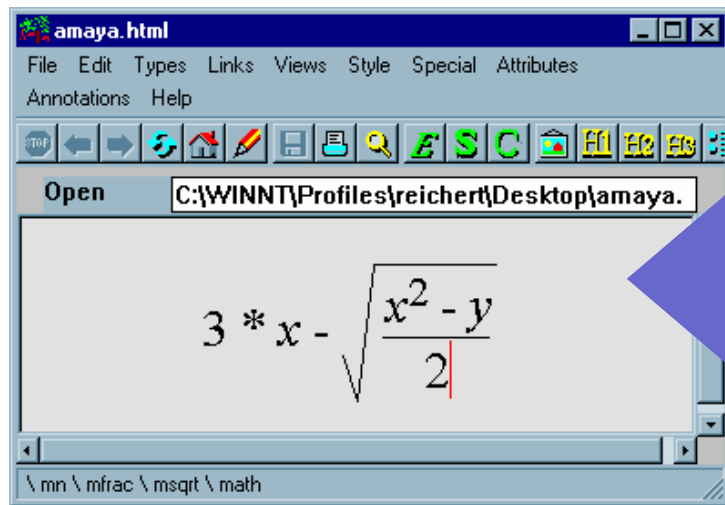 amaya.html
File Edit Types Links Views Style Special Attributes
Annotations Help
STOP E S C H1 H2 H3
Open C:\WINNT\Profiles\reichert\Desktop\amaya.
3 * x - √((x² - y)/2)
\ mn \ mfrac \ msqrt \ math